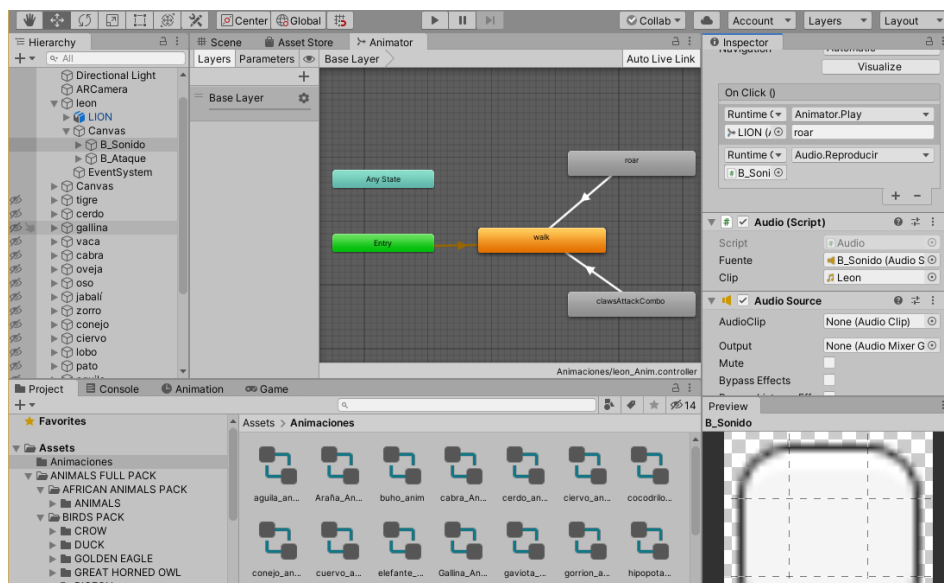 Center Global Collab Account Layers Layout
Hierarchy
All
Directional Light
ARCamera
leon
LION
Canvas
B_Sonido
B_Ataque
EventSystem
Canvas
tigre
cerdo
gallina
vaca
cabra
oveja
oso
jabalí
zorro
conejo
ciervo
lobo
pato
Scene Asset Store Animator
Layers Parameters Base Layer Auto Live Link
Base Layer
roar
Any State
Entry
walk
clawsAttackCombo
Animaciones/leon_Anim.controller
Inspector
Visualize
On Click ()
Runtime ( Animator.Play
LION (A roar
Runtime ( Audio.Reproducir
B_Soni
Audio (Script)
Script Audio
Fuente B_Sonido (Audio S
Clip Leon
Audio Source
AudioClip None (Audio Clip)
Output None (Audio Mixer G
Mute
Bypass Effects
Project Console Animation Game
14
Favorites
Assets
Animaciones
ANIMALS FULL PACK
AFRICAN ANIMALS PACK
ANIMALS
BIRDS PACK
CROW
DUCK
GOLDEN EAGLE
GREAT HORNED OWL
Assets > Animaciones
aguila_an... Araña_An... buho_anim cabra_An... cerdo_an... ciervo_an... cocodrilo...
conejo_an... cuervo_a... elefante_... Gallina_An... gaviota_... gorrion_a... hipopota...
Preview
B_Sonido